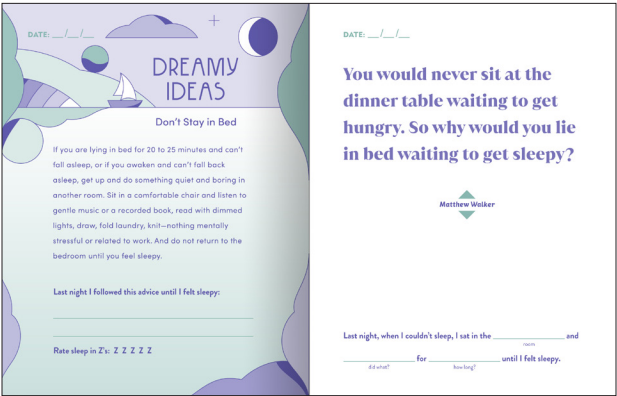 DATE: __/__/__
DREAMY
IDEAS
Don't Stay in Bed
If you are lying in bed for 20 to 25 minutes and can't
fall asleep, or if you awaken and can't fall back
asleep, get up and do something quiet and boring in
another room. Sit in a comfortable chair and listen to
gentle music or a recorded book, read with dimmed
lights, draw, fold laundry, knit—nothing mentally
stressful or related to work. And do not return to the
bedroom until you feel sleepy.
Last night I followed this advice until I felt sleepy:
Rate sleep in Z's: Z Z Z Z Z
DATE: __/__/__
You would never sit at the
dinner table waiting to get
hungry. So why would you lie
in bed waiting to get sleepy?
Matthew Walker
Last night, when I couldn't sleep, I sat in the ________ and
room
________ for ________ until I felt sleepy.
did what? how long?